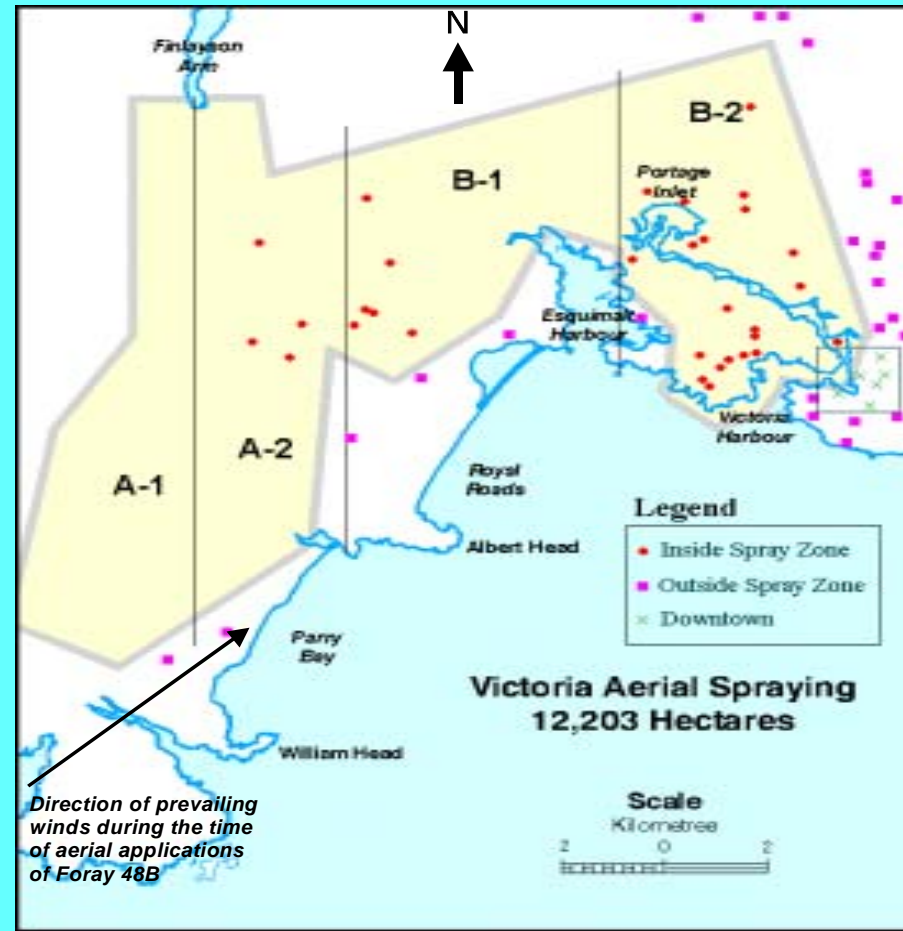 N
Finlayson
Arm
B-2
B-1
Portage
Inlet
Esquimalt
Harbour
Victoria
Harbour
A-2
A-1
Royal
Roads
Albert Head
Legend
Inside Spray Zone
Outside Spray Zone
Downtown
Parry
Bay
Victoria Aerial Spraying
12,203 Hectares
William Head
Scale
Kilometres
2 0 2
Direction of prevailing
winds during the time
of aerial applications
of Foray 48B